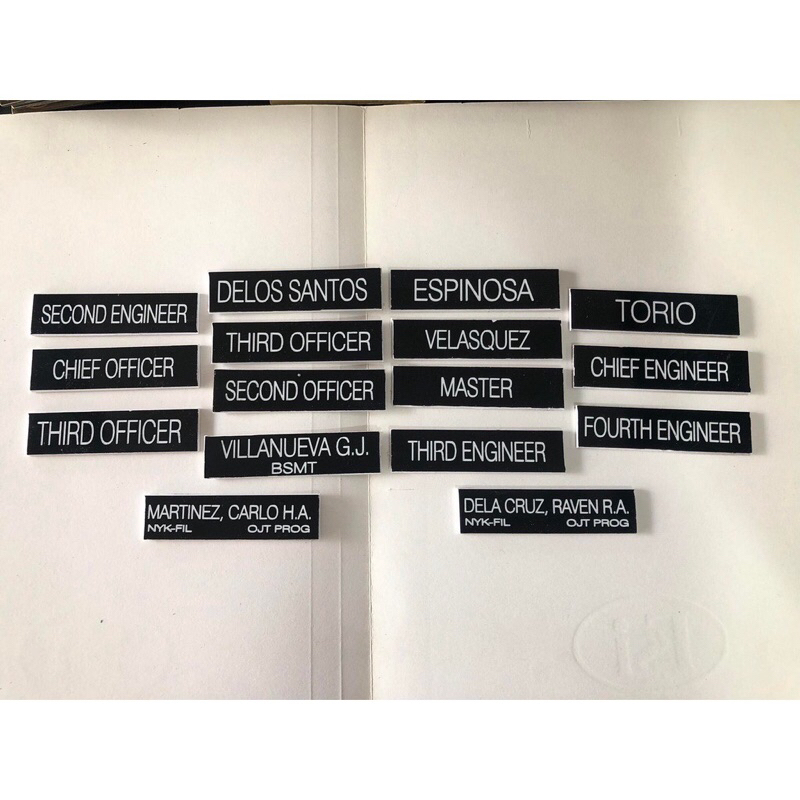 SECOND ENGINEER
DELOS SANTOS
ESPINOSA
TORIO
CHIEF OFFICER
THIRD OFFICER
VELASQUEZ
CHIEF ENGINEER
SECOND OFFICER
MASTER
THIRD OFFICER
VILLANUEVA G.J.
BSMT
THIRD ENGINEER
FOURTH ENGINEER
MARTINEZ, CARLO H.A.
NYK-FIL OJT PROG
DELA CRUZ, RAVEN R.A.
NYK-FIL OJT PROG